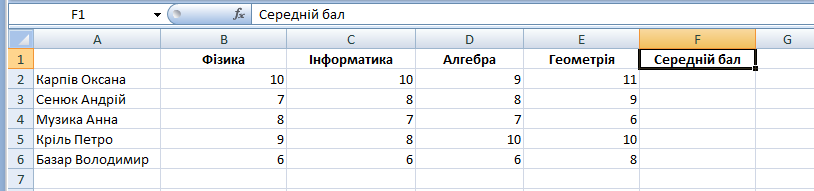 F1 fx Середній бал
A B C D E F G
1 Фізика Інформатика Алгебра Геометрія Середній бал
2 Карпів Оксана 10 10 9 11
3 Сенюк Андрій 7 8 8 9
4 Музика Анна 8 7 7 6
5 Кріль Петро 9 8 10 10
6 Базар Володимир 6 6 6 8
7